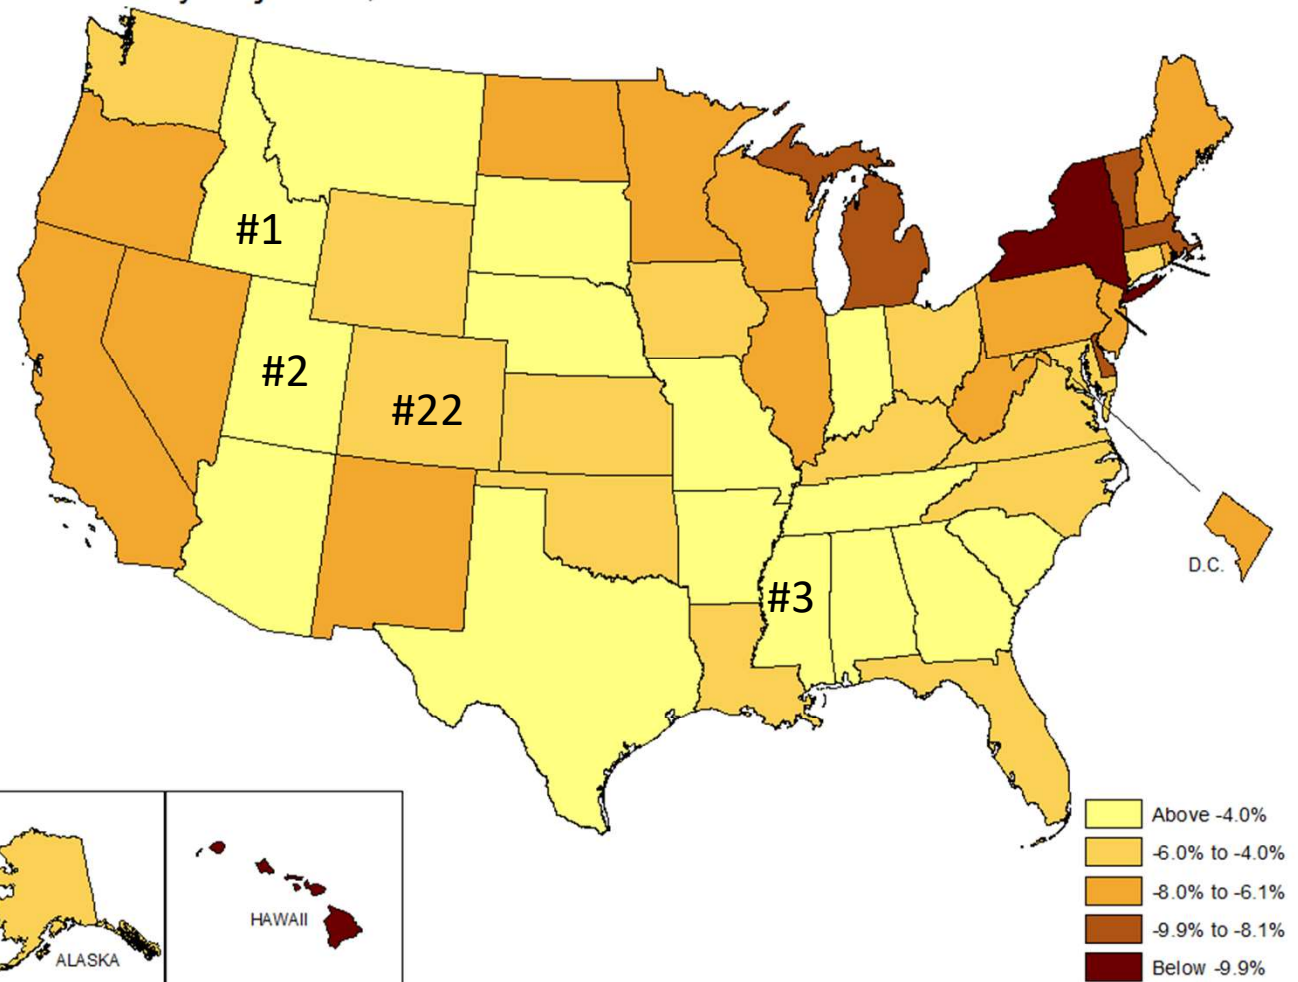 #1
#2
#22
#3
D.C.
ALASKA
HAWAII
Above -4.0%
-6.0% to -4.0%
-8.0% to -6.1%
-9.9% to -8.1%
Below -9.9%